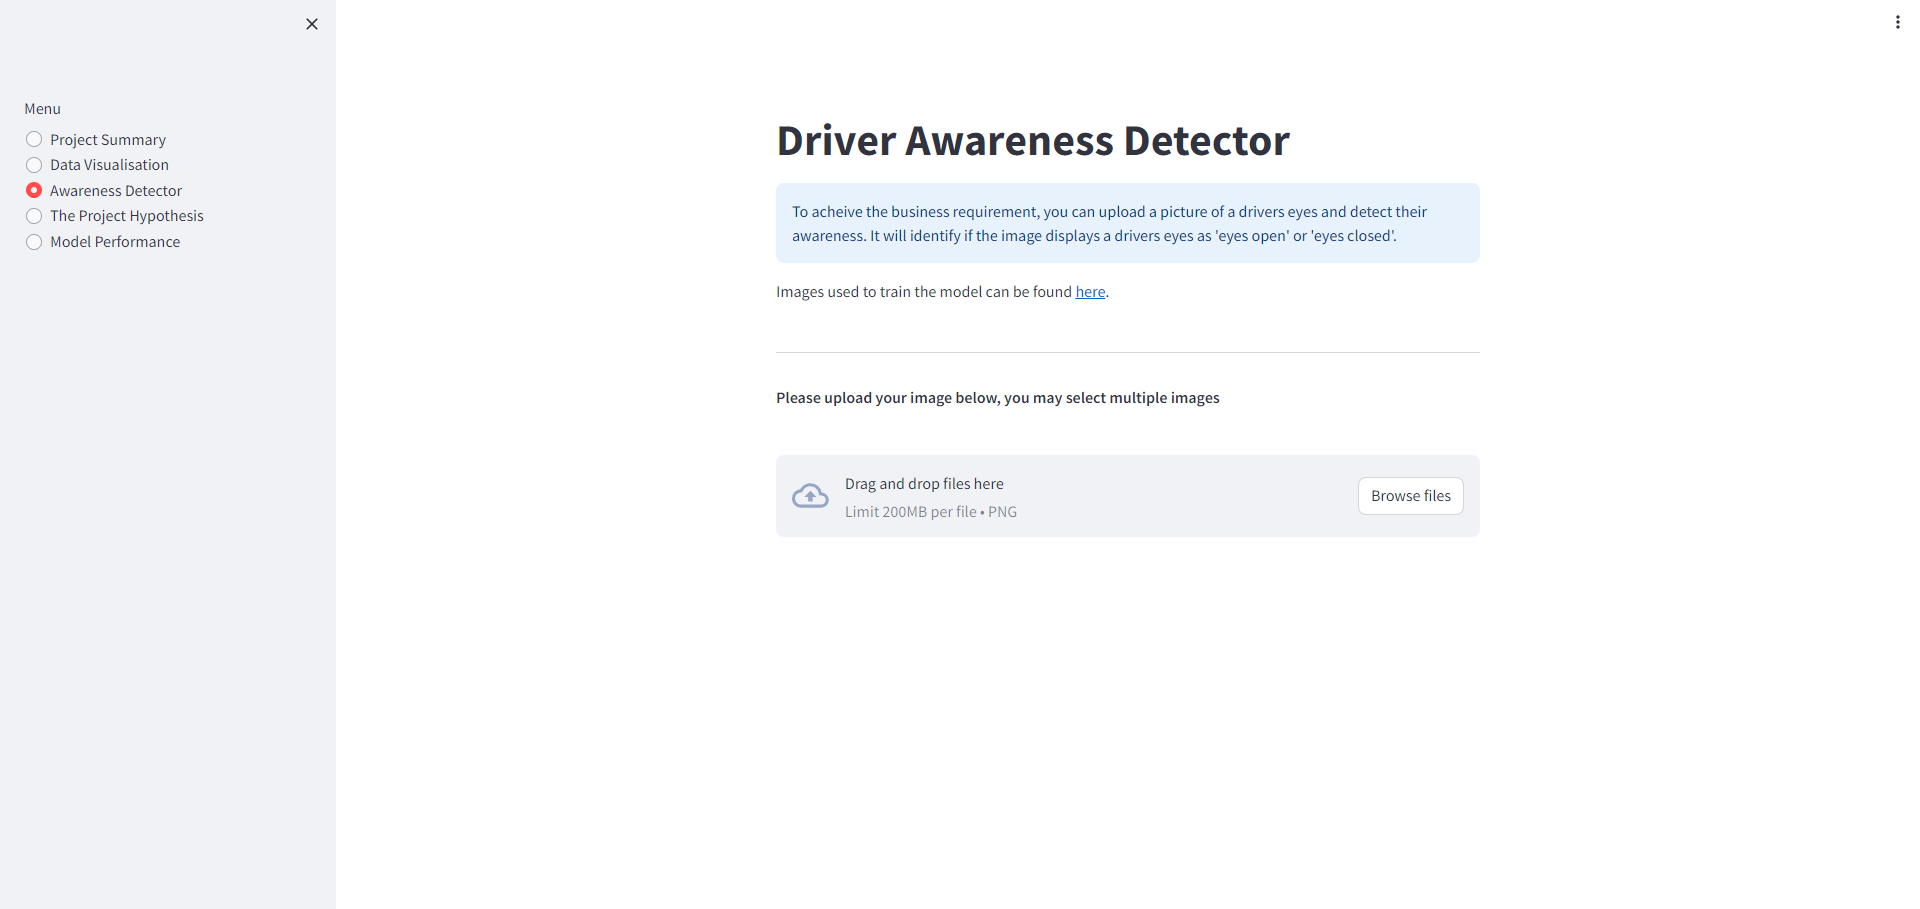 Menu
Project Summary
Data Visualisation
Awareness Detector
The Project Hypothesis
Model Performance
Driver Awareness Detector
To acheive the business requirement, you can upload a picture of a drivers eyes and detect their
awareness. It will identify if the image displays a drivers eyes as 'eyes open' or 'eyes closed'.
Images used to train the model can be found here.
Please upload your image below, you may select multiple images
Drag and drop files here
Limit 200MB per file • PNG
Browse files